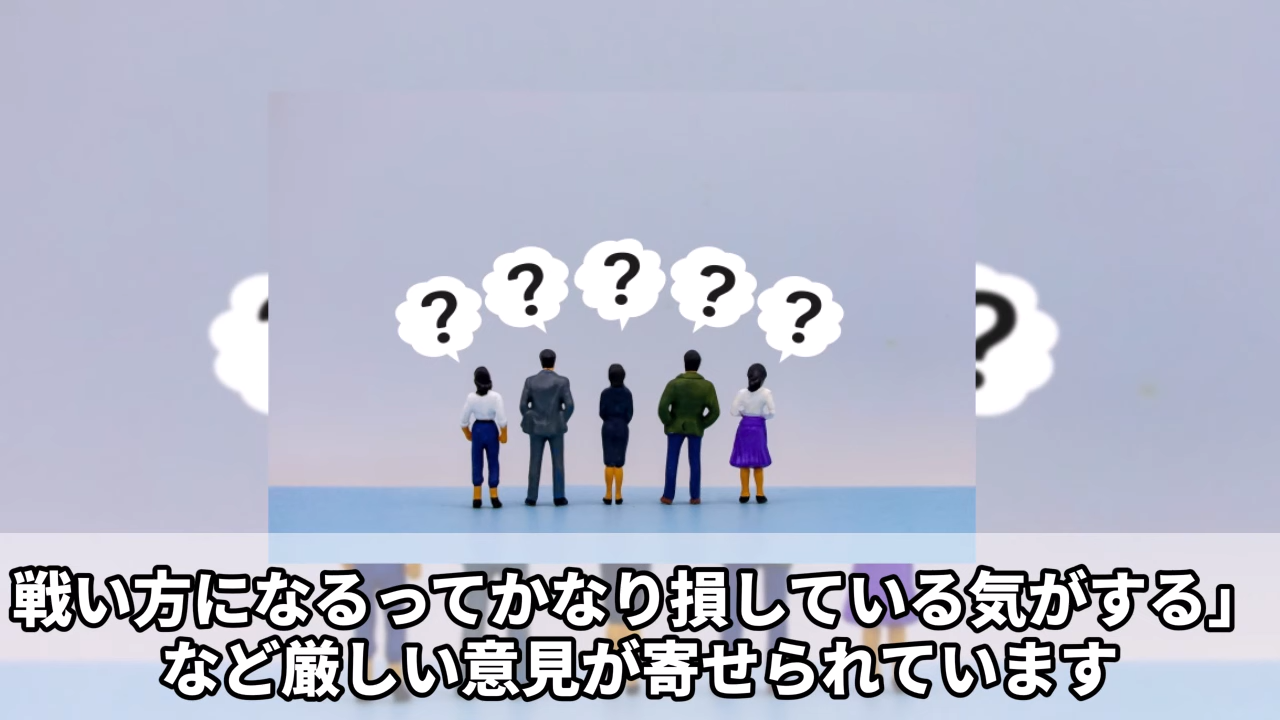 ? ? ? ? ?
?
戦い方になるってかなり損している気がする」
など厳しい意見が寄せられています